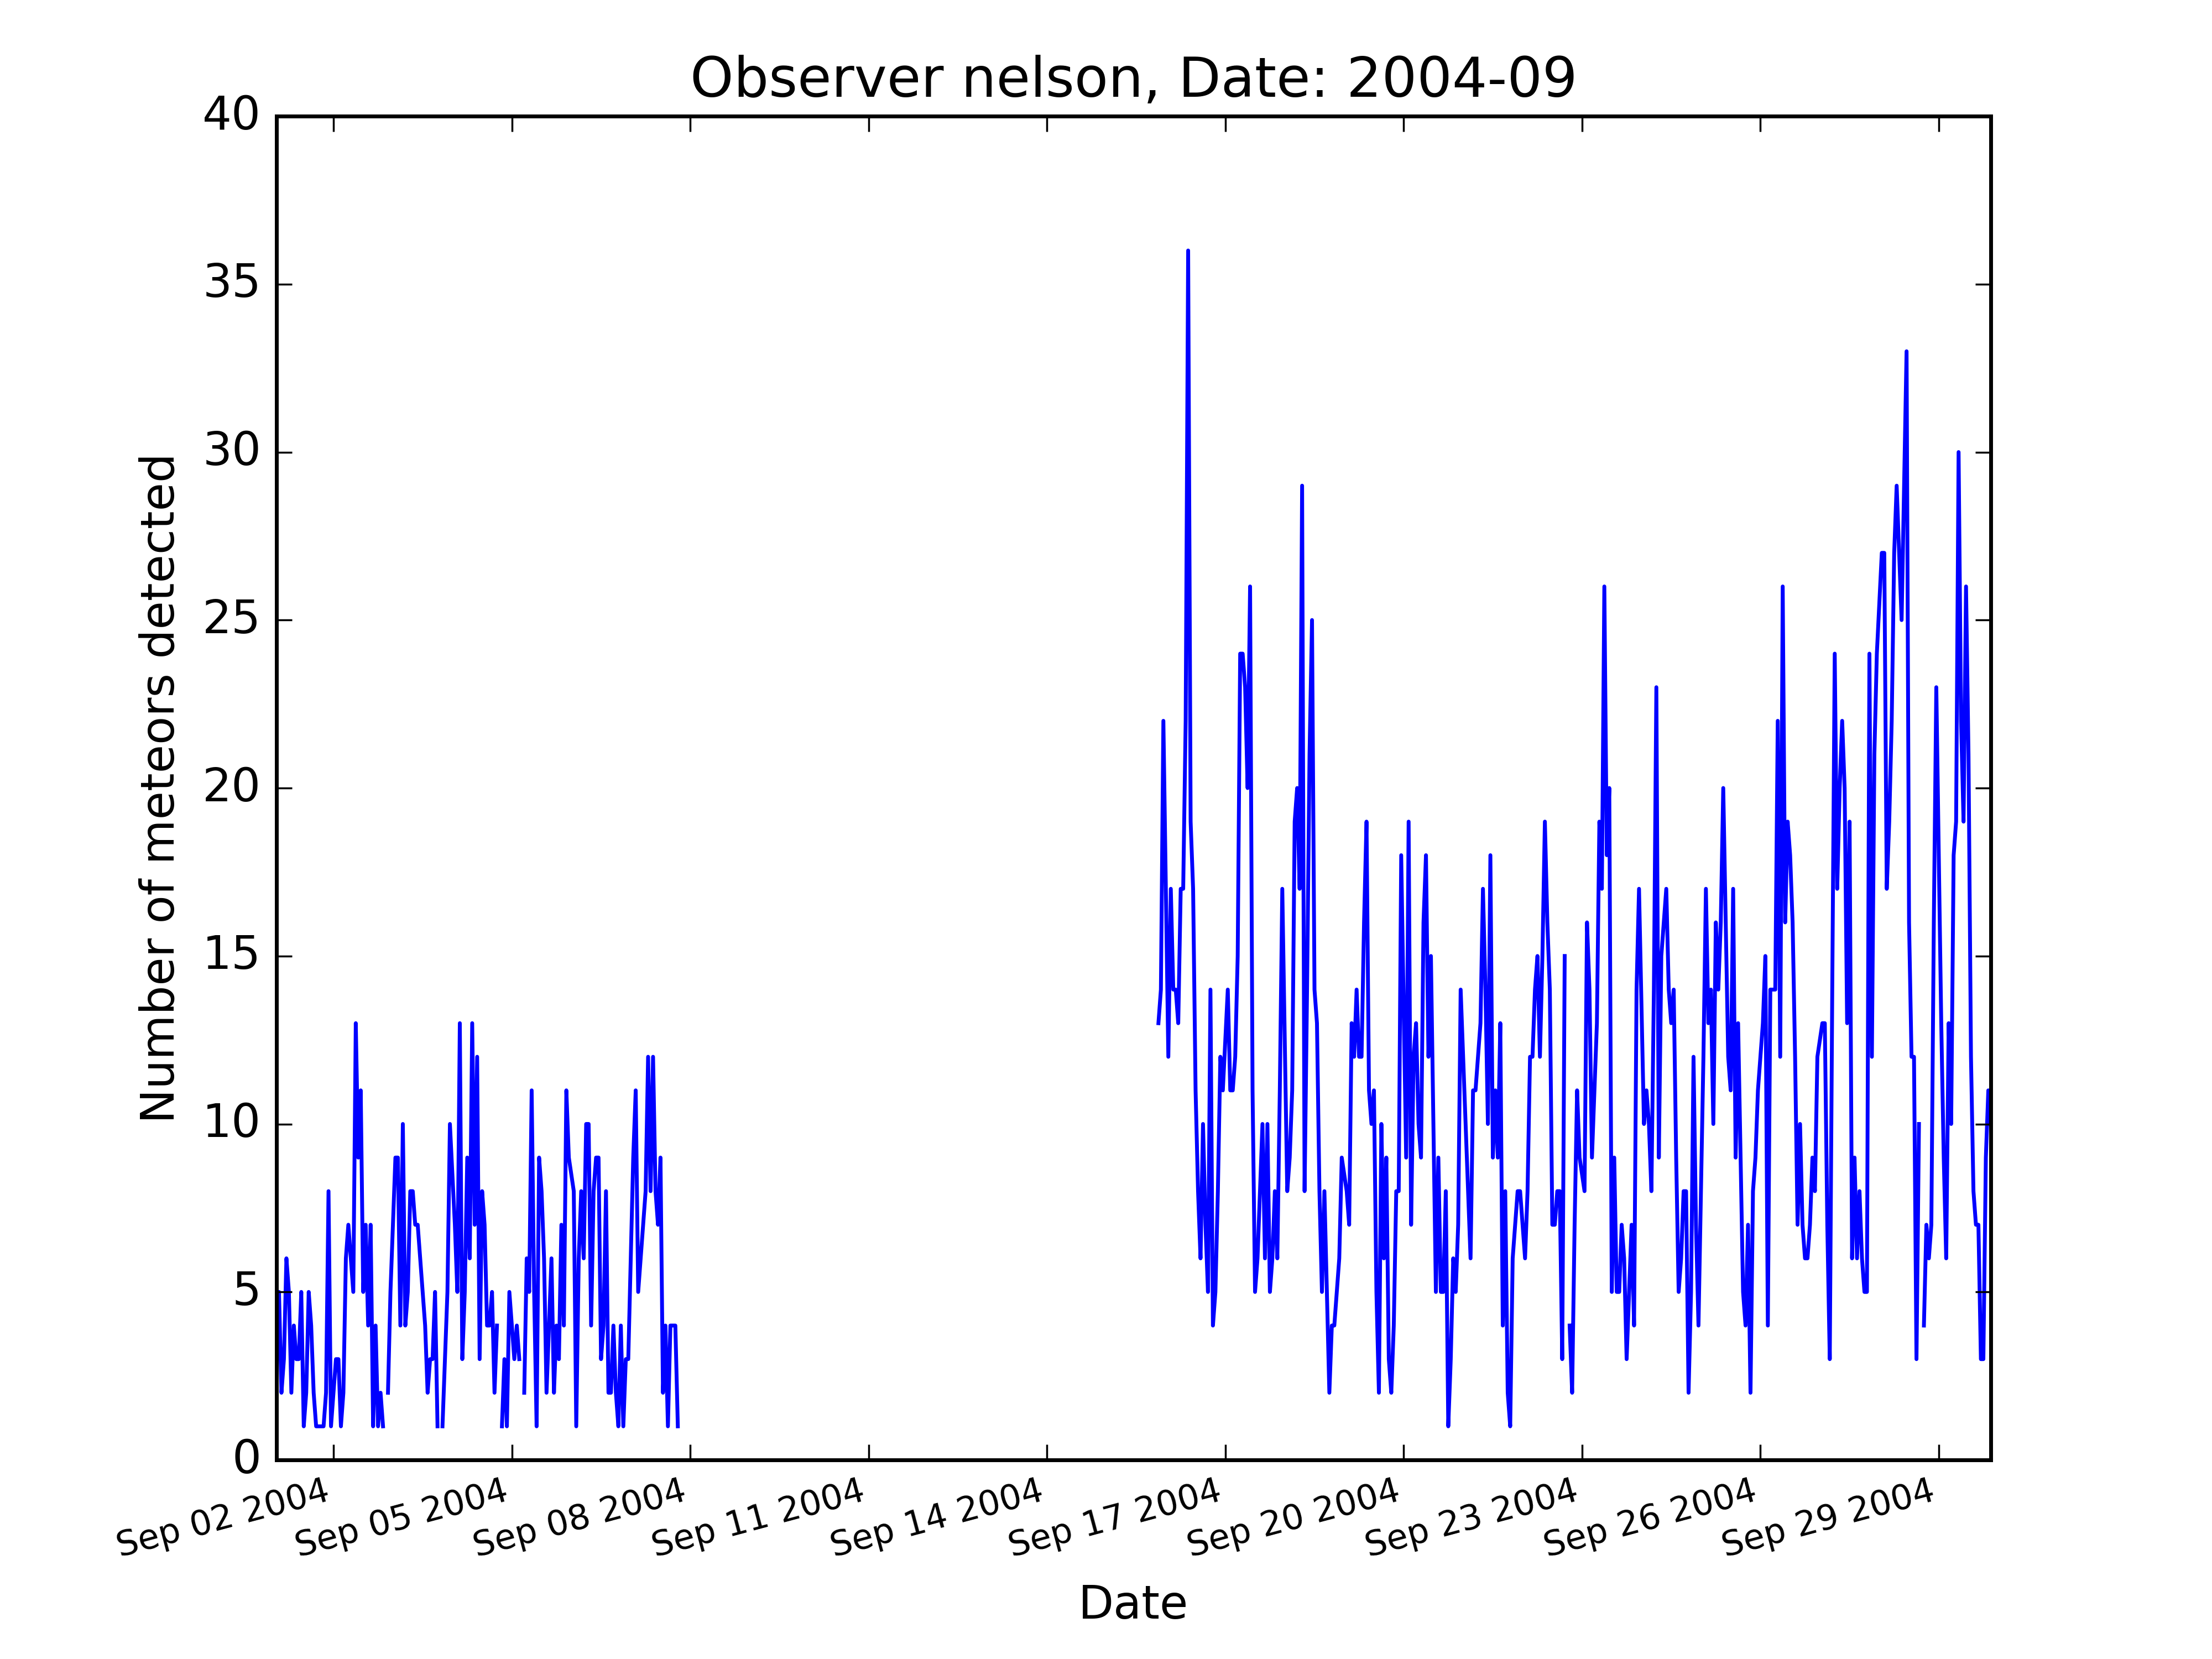 Observer nelson, Date: 2004-09
40
35
30
25
20
15
10
5
0
Number of meteors detected
Sep 02 2004
Sep 05 2004
Sep 08 2004
Sep 11 2004
Sep 14 2004
Sep 17 2004
Sep 20 2004
Sep 23 2004
Sep 26 2004
Sep 29 2004
Date